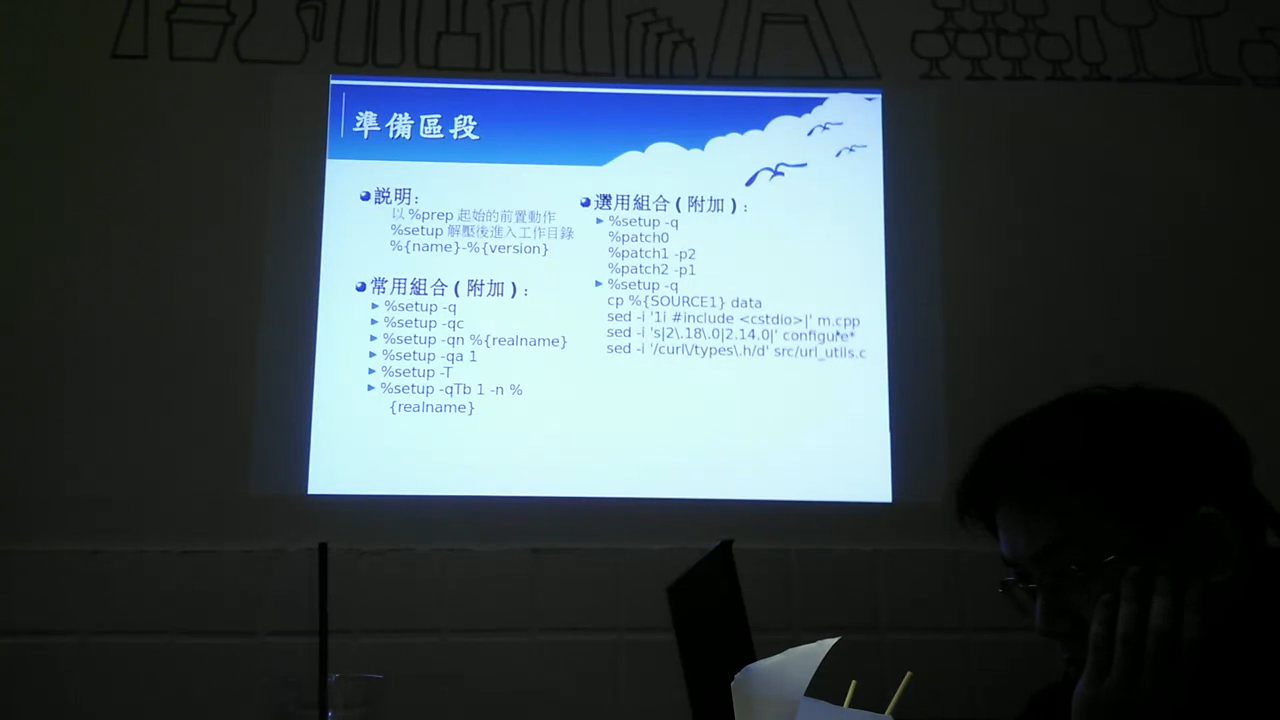 準備區段
說明:
以 %prep 起始的前置動作
%setup 解壓後進入工作目錄
%{name}-%{version}
常用組合 ( 附加 ) :
%setup -q
%setup -qc
%setup -qn %{realname}
%setup -qa 1
%setup -T
%setup -qTb 1 -n %
{realname}
選用組合 ( 附加 ) :
%setup -q
%patch0
%patch1 -p2
%patch2 -p1
%setup -q
cp %{SOURCE1} data
sed -i '1i #include <cstdio>|' m.cpp
sed -i 's|2\.18\.0|2.14.0|' configure*
sed -i '/curl\/types\.h/d' src/url_utils.c